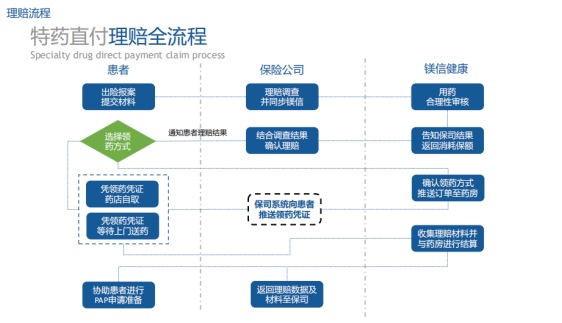 理赔流程
特药直付理赔全流程
Specialty drug direct payment claim process
患者
保险公司
镁信健康
出险报案
提交材料
理赔调查
并同步镁信
用药
合理性审核
选择领
药方式
通知患者理赔结果
结合调查结果
确认理赔
告知保司结果
返回消耗保额
凭领药凭证
药店自取
凭领药凭证
等待上门送药
保司系统向患者
推送领药凭证
确认领药方式
推送订单至药房
收集理赔材料并
与药房进行结算
协助患者进行
PAP申请准备
返回理赔数据及
材料至保司